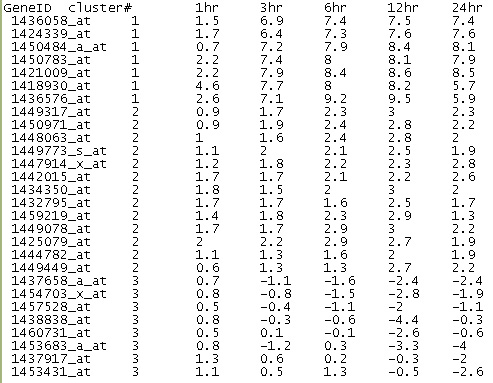 GeneID cluster# 1hr 3hr 6hr 12hr 24hr
1436058_at 1 1.5 6.9 7.4 7.5 7.4
1424339_at 1 1.7 6.4 7.3 7.6 7.6
1450484_a_at 1 0.7 7.2 7.9 8.4 8.1
1450783_at 1 2.2 7.4 8 8.1 7.9
1421009_at 1 2.2 7.9 8.4 8.6 8.5
1418930_at 1 4.6 7.7 8 8.2 5.7
1436576_at 1 2.6 7.1 9.2 9.5 5.9
1449317_at 2 0.9 1.7 2.3 3 2.3
1450971_at 2 0.9 1.9 2.4 2.8 2.2
1448063_at 2 1 1.6 2.4 2.8 2
1449773_s_at 2 1.1 2 2.1 2.5 1.9
1447914_x_at 2 1.2 1.8 2.2 2.3 2.8
1442015_at 2 1.7 1.7 2.1 2.2 2.6
1434350_at 2 1.8 1.5 2 3 2
1432795_at 2 1.7 1.7 1.6 2.5 1.7
1459219_at 2 1.4 1.8 2.3 2.9 1.3
1449078_at 2 1.7 1.7 2.9 3 2.2
1425079_at 2 2 2.2 2.9 2.7 1.9
1444782_at 2 1.1 1.3 1.6 2 1.9
1449449_at 2 0.6 1.3 1.3 2.7 2.2
1437658_a_at 3 0.7 -1.1 -1.6 -2.4 -2.4
1454703_x_at 3 0.8 -0.8 -1.5 -2.8 -1.9
1457528_at 3 0.5 -0.4 -1.1 -2 -1.1
1438838_at 3 0.8 -0.3 -0.6 -4.4 -0.3
1460731_at 3 0.5 0.1 -0.1 -2.6 -0.6
1453683_a_at 3 0.8 -1.2 0.3 -3.3 -4
1437917_at 3 1.3 0.6 0.2 -0.3 -2
1453431_at 3 1.1 0.5 1.3 -0.5 -2.6